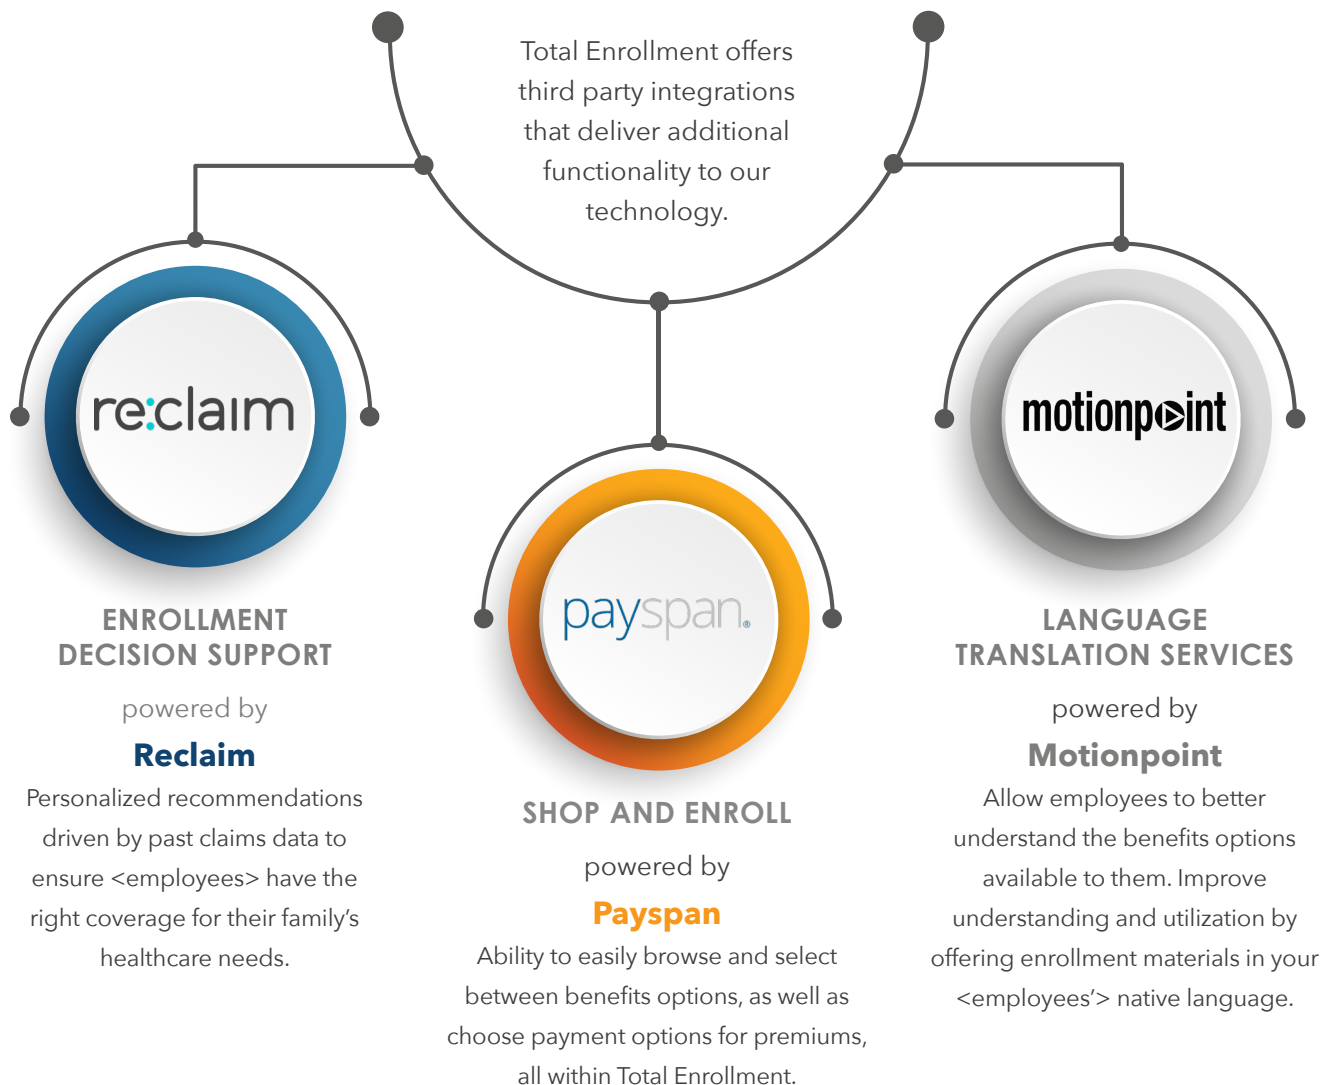 Total Enrollment offers
third party integrations
that deliver additional
functionality to our
technology.
re:claim
ENROLLMENT
DECISION SUPPORT
powered by
Reclaim
Personalized recommendations
driven by past claims data to
ensure <employees> have the
right coverage for their family’s
healthcare needs.
payspan®
SHOP AND ENROLL
powered by
Payspan
Ability to easily browse and select
between benefits options, as well as
choose payment options for premiums,
all within Total Enrollment.
motionpoint
LANGUAGE
TRANSLATION SERVICES
powered by
Motionpoint
Allow employees to better
understand the benefits options
available to them. Improve
understanding and utilization by
offering enrollment materials in your
<employees’> native language.